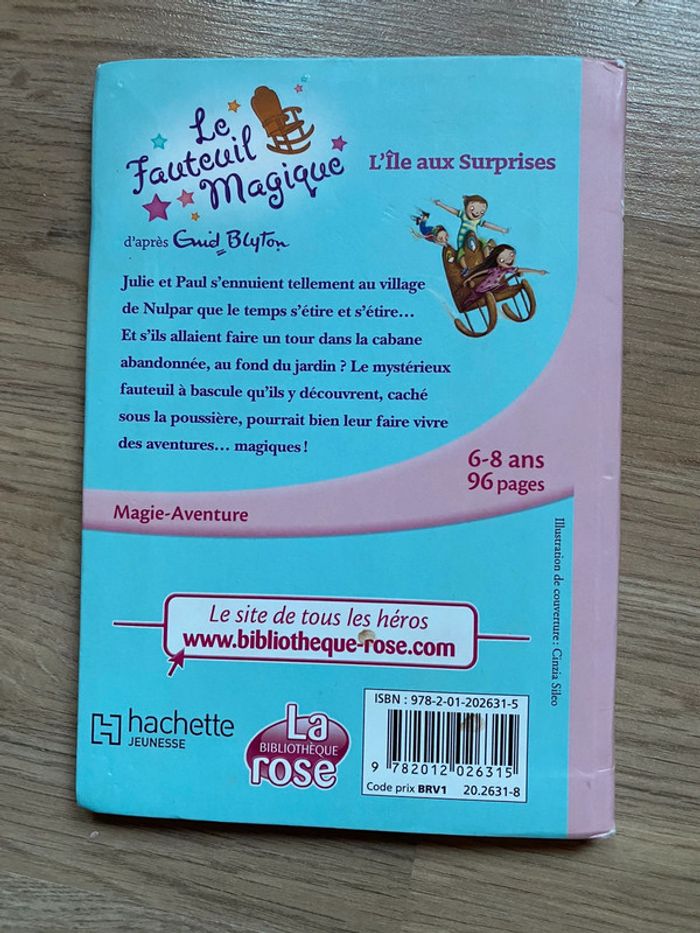 Le
Fauteuil
Magique
L'Île aux Surprises
d'après Enid Blyton
Julie et Paul s'ennuient tellement au village
de Nulpar que le temps s'étire et s'étire...
Et s'ils allaient faire un tour dans la cabane
abandonnée, au fond du jardin ? Le mystérieux
fauteuil à bascule qu'ils y découvrent, caché
sous la poussière, pourrait bien leur faire vivre
des aventures... magiques !
6-8 ans
96 pages
Magie-Aventure
Illustration de couverture : Cinzia Sileo
Le site de tous les héros
www.bibliotheque-rose.com
hachette
JEUNESSE
La
BIBLIOTHÈQUE
rose
ISBN : 978-2-01-202631-5
9 782012 026315
Code prix BRV1 20.2631-8